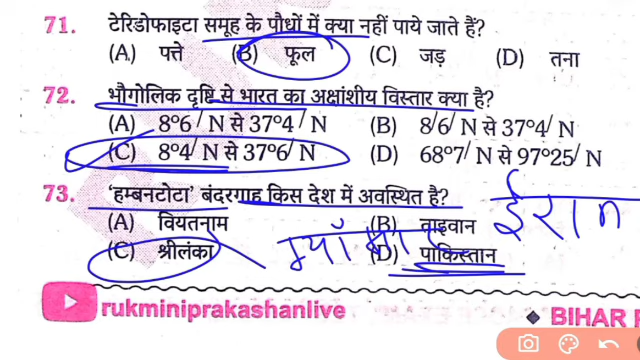 71. टेरिडोफाइटा समूह के पौधों में क्या नहीं पाये जाते हैं?
(A) पत्ते (B) फूल (C) जड़ (D) तना
72. भौगोलिक दृष्टि से भारत का अक्षांशीय विस्तार क्या है?
(A) 8°6/ N से 37°4/ N (B) 8/6/ N से 37°4/ N
(C) 8°4/ N से 37°6/ N (D) 68°7/ N से 97°25/ N
73. 'हम्बनटोटा' बंदरगाह किस देश में अवस्थित है?
ईरान
(A) वियतनाम (B) ताइवान
(C) श्रीलंका (D) पाकिस्तान
rukminiprakashanlive
BIHAR